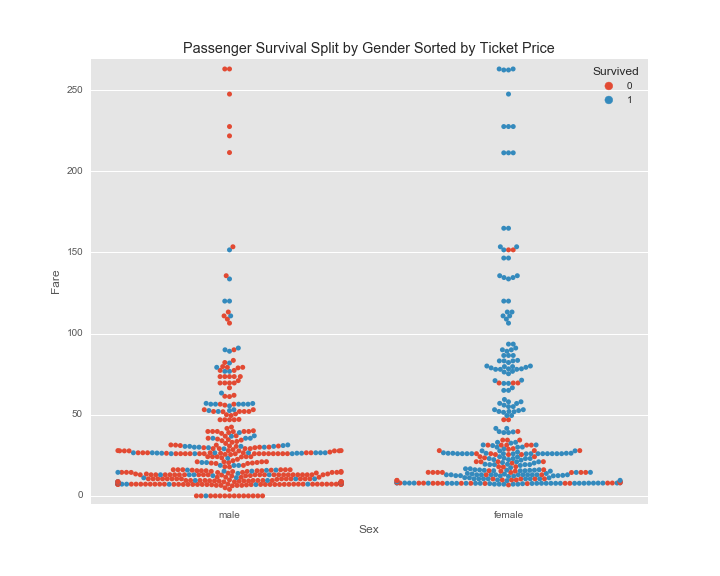 Passenger Survival Split by Gender Sorted by Ticket Price
Survived
0
1
250
200
150
100
50
0
Fare
male
female
Sex